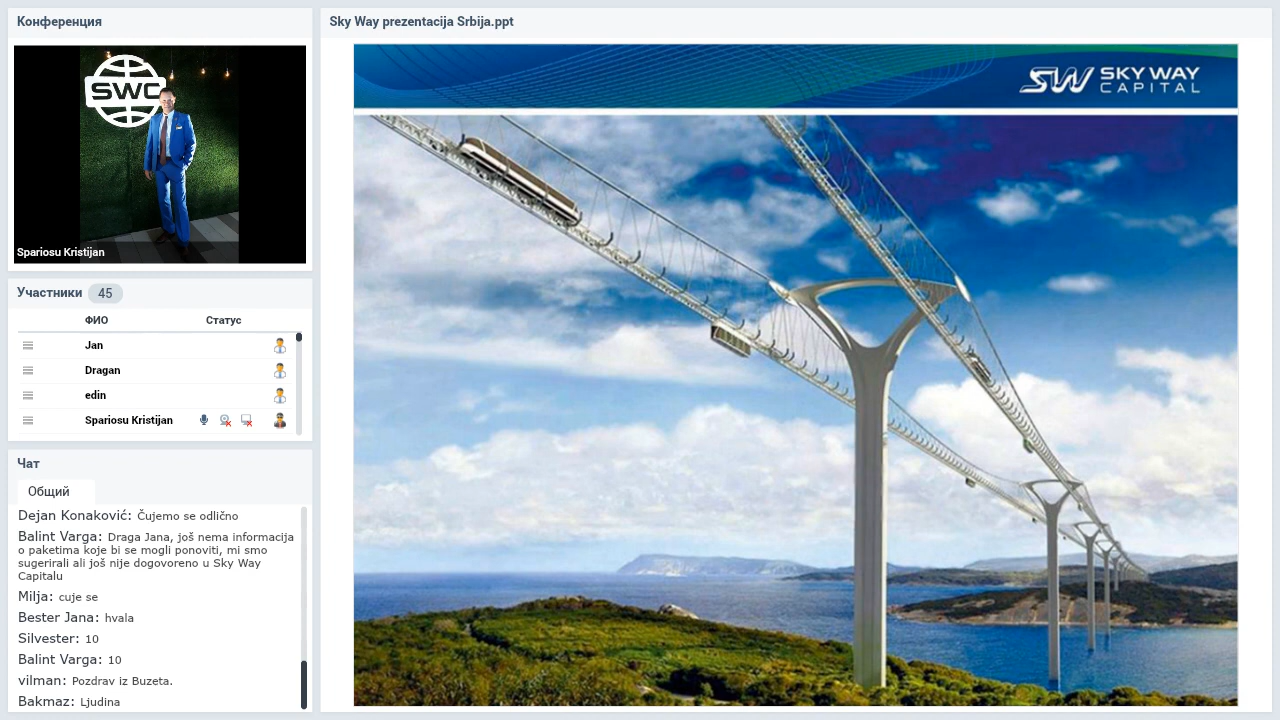 Конференция
SWC
Spariosu Kristijan
Участники 45
ФИО Статус
Jan
Dragan
edin
Spariosu Kristijan
Чат
Общий
Dejan Konaković: Čujemo se odlično
Balint Varga: Draga Jana, još nema informacija
o paketima koje bi se mogli ponoviti, mi smo
sugerirali ali još nije dogovoreno u Sky Way
Capitalu
Milja: cuje se
Bester Jana: hvala
Silvester: 10
Balint Varga: 10
vilman: Pozdrav iz Buzeta.
Bakmaz: Ljudina
Sky Way prezentacija Srbija.ppt
SW SKY WAY
CAPITAL